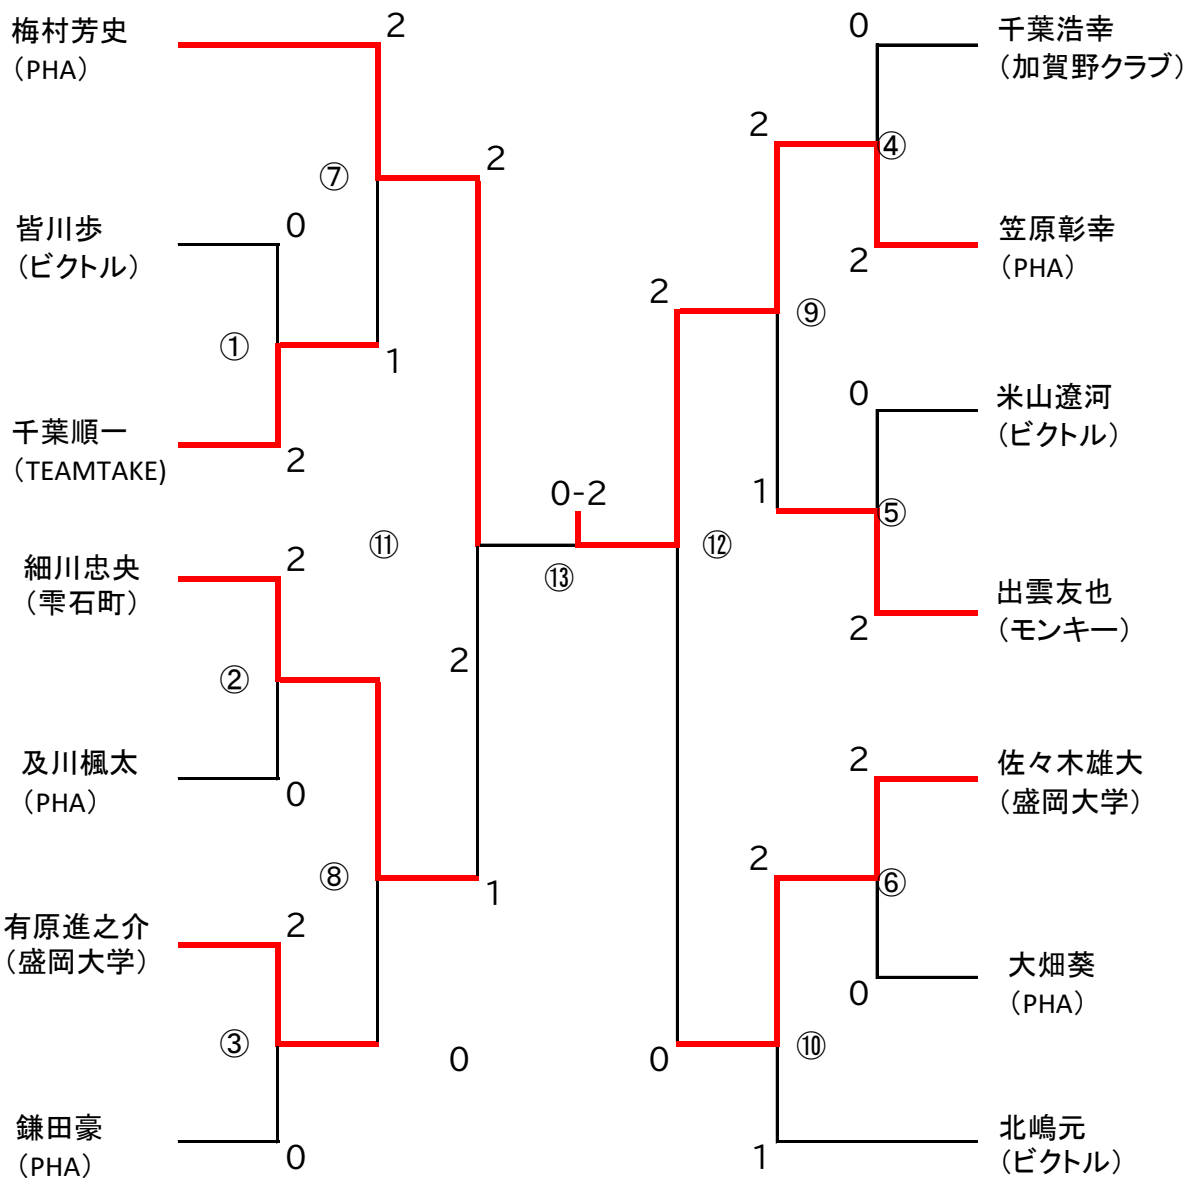 梅村芳史
（PHA）
2
⑦
2
皆川歩
（ビクトル）
0
①
1
千葉順一
（TEAMTAKE)
2
細川忠央
（雫石町）
2
⑪
②
2
及川楓太
（PHA）
0
⑧
1
有原進之介
（盛岡大学）
2
③
0
鎌田豪
（PHA）
0
0-2
⑬
0
千葉浩幸
（加賀野クラブ）
2
④
笠原彰幸
（PHA）
2
2
⑨
0
米山遼河
（ビクトル）
1
⑤
⑫
出雲友也
（モンキー）
2
2
佐々木雄大
（盛岡大学）
2
⑥
大畑葵
（PHA）
0
0
⑩
北嶋元
（ビクトル）
1